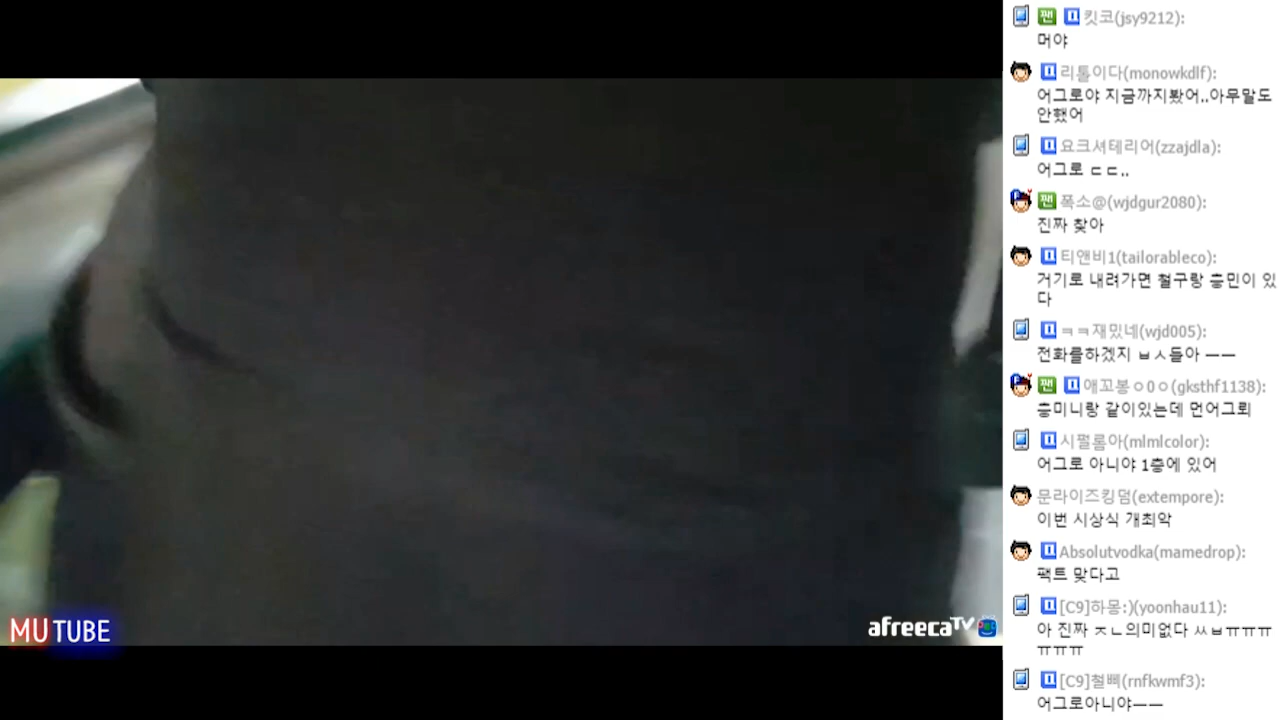 킷코(jsy9212):
머야
리톨이다(monowkdlf):
어그로야 지금까지봤어..아무말도
안했어
요크셔테리어(zzajdla):
어그로 ㄷㄷ..
폭소@(wjdgur2080):
진짜 찾아
티앤비1(tailorableco):
거기로 내려가면 철구랑 흥민이 있
다
ㅋㅋ재밌네(wjd005):
전화를하겠지 ㅂㅅ들아 ㅡㅡ
애꼬봉ㅇ0ㅇ(gksthf1138):
흥미니랑 같이있는데 먼어그뢰
시펄롬아(mlmlcolor):
어그로 아니야 1층에 있어
문라이즈킹덤(extempore):
이번 시상식 개최악
Absolutvodka(mamedrop):
팩트 맞다고
[C9]하몽:)(yoonhau11):
아 진짜 ㅈㄴ의미없다 ㅆㅂㅠㅠㅠ
ㅠㅠㅠ
[C9]철삐(rnfkwmf3):
어그로아니야ㅡㅡ
MUTUBE
afreecaTV